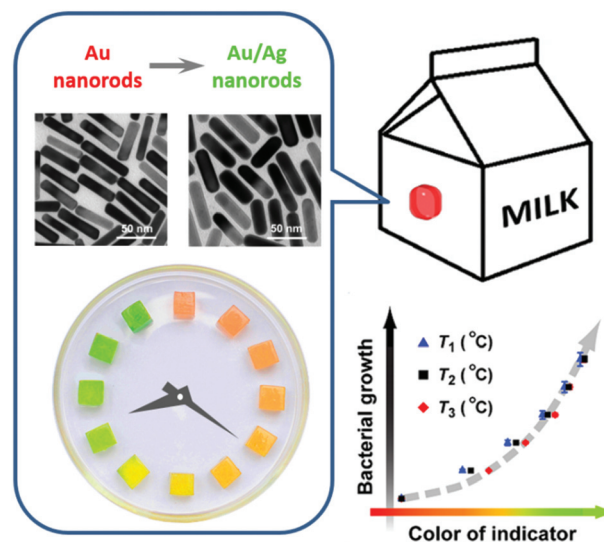 Au
nanorods
Au/Ag
nanorods
50 nm
50 nm
MILK
Bacterial growth
T1 (°C)
T2 (°C)
T3 (°C)
Color of indicator